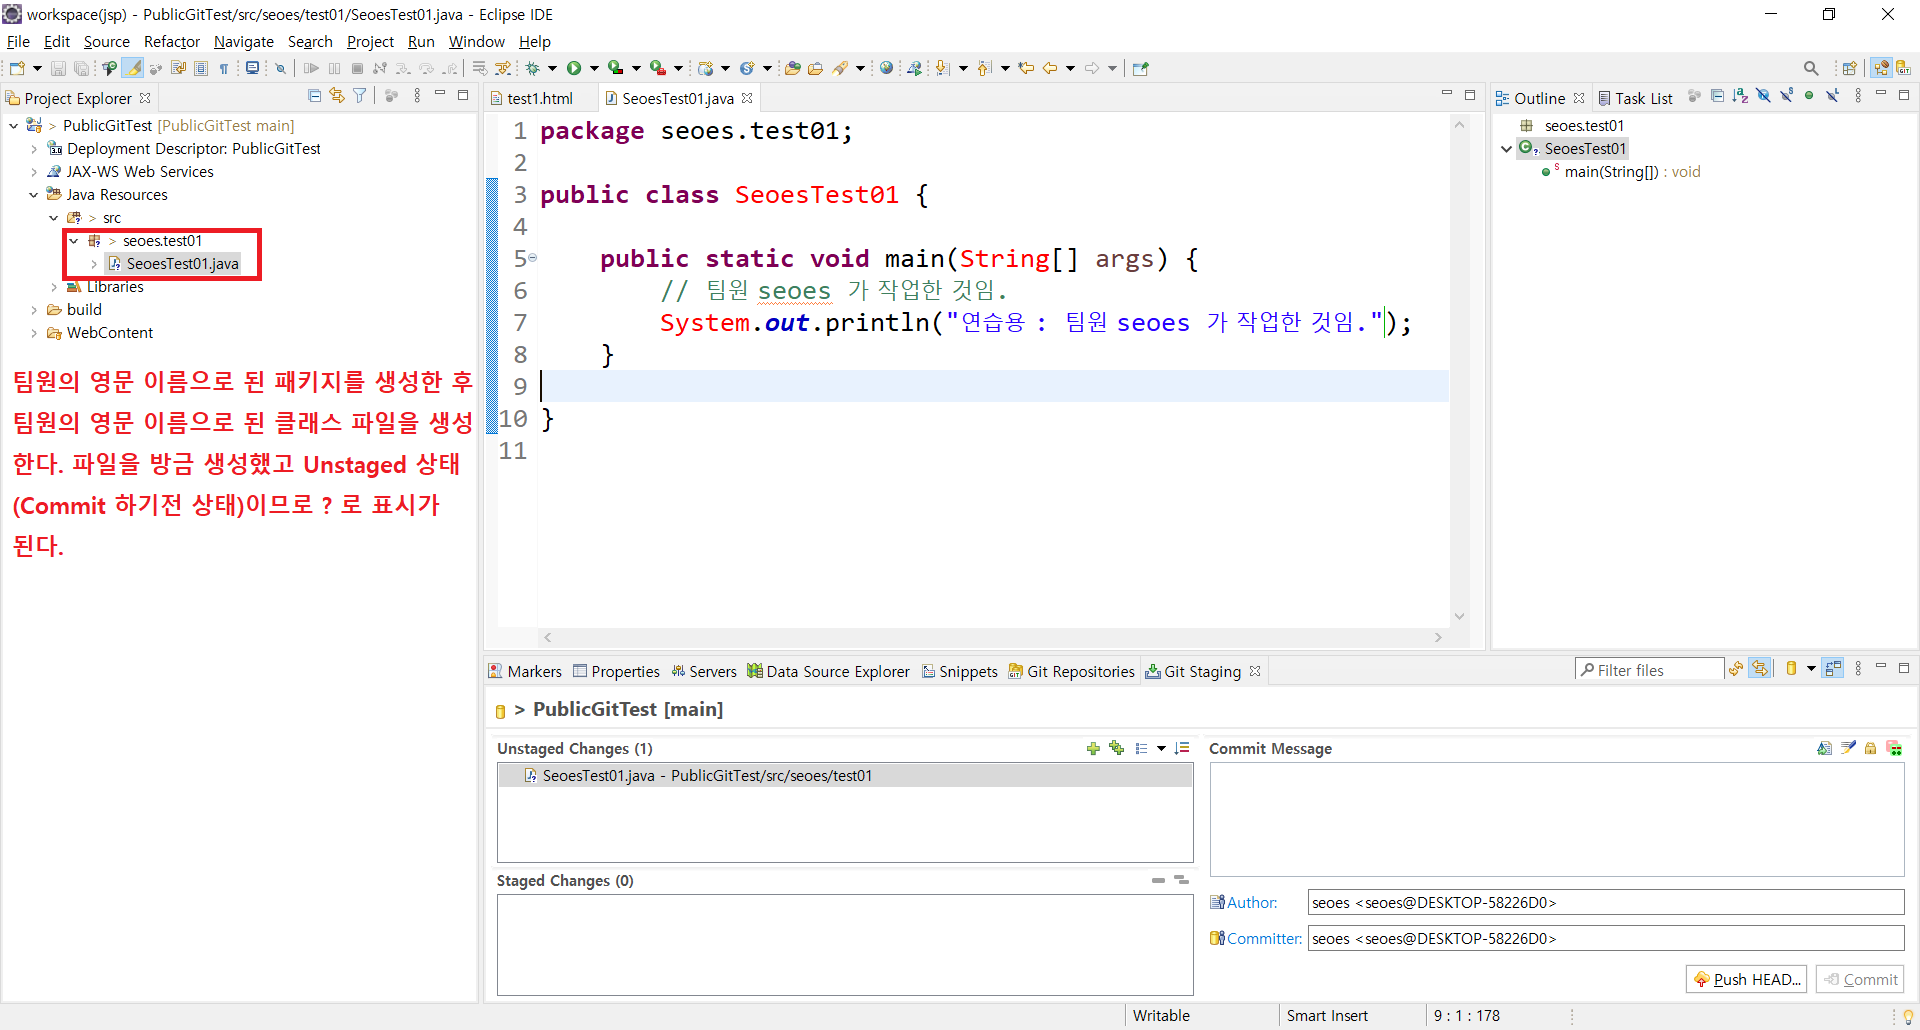 workspace(jsp) - PublicGitTest/src/seoes/test01/SeoesTest01.java - Eclipse IDE
File Edit Source Refactor Navigate Search Project Run Window Help
Project Explorer
PublicGitTest [PublicGitTest main]
Deployment Descriptor: PublicGitTest
JAX-WS Web Services
Java Resources
> src
> seoes.test01
SeoesTest01.java
Libraries
build
WebContent
팀원의 영문 이름으로 된 패키지를 생성한 후
팀원의 영문 이름으로 된 클래스 파일을 생성
한다. 파일을 방금 생성했고 Unstaged 상태
(Commit 하기전 상태)이므로 ? 로 표시가
된다.
test1.html SeoesTest01.java
1 package seoes.test01;
2
3 public class SeoesTest01 {
4
5 public static void main(String[] args) {
6 // 팀원 seoes 가 작업한 것임.
7 System.out.println("연습용 : 팀원 seoes 가 작업한 것임.");
8 }
9
10 }
11
Outline Task List
seoes.test01
SeoesTest01
main(String[]) : void
Markers Properties Servers Data Source Explorer Snippets Git Repositories Git Staging
Filter files
> PublicGitTest [main]
Unstaged Changes (1)
SeoesTest01.java - PublicGitTest/src/seoes/test01
Staged Changes (0)
Commit Message
Author: seoes <seoes@DESKTOP-58226D0>
Committer: seoes <seoes@DESKTOP-58226D0>
Push HEAD... Commit
Writable Smart Insert 9 : 1 : 178